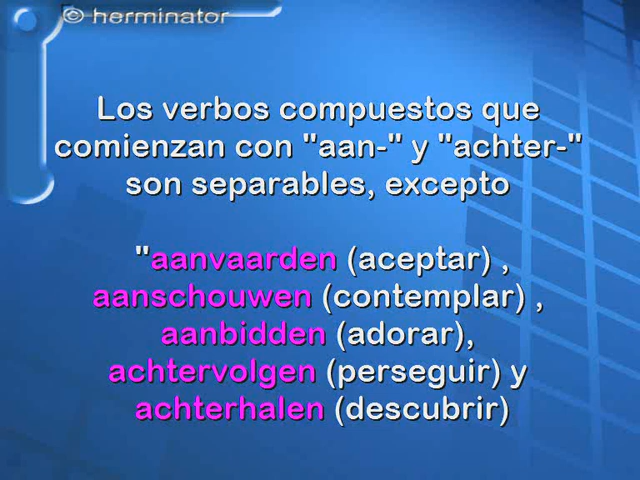 © herminator
Los verbos compuestos que
comienzan con "aan-" y "achter-"
son separables, excepto
"aanvaarden (aceptar) ,
aanschouwen (contemplar) ,
aanbidden (adorar),
achtervolgen (perseguir) y
achterhalen (descubrir)